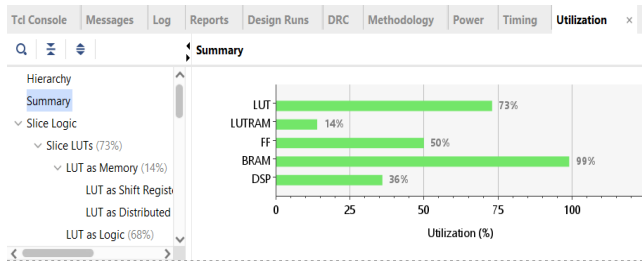 Tcl Console Messages Log Reports Design Runs DRC Methodology Power Timing Utilization ×
Summary
Hierarchy
Summary
Slice Logic
Slice LUTs (73%)
LUT as Memory (14%)
LUT as Shift Regist
LUT as Distributed
LUT as Logic (68%)
LUT 73%
LUTRAM 14%
FF 50%
BRAM 99%
DSP 36%
0 25 50 75 100
Utilization (%)